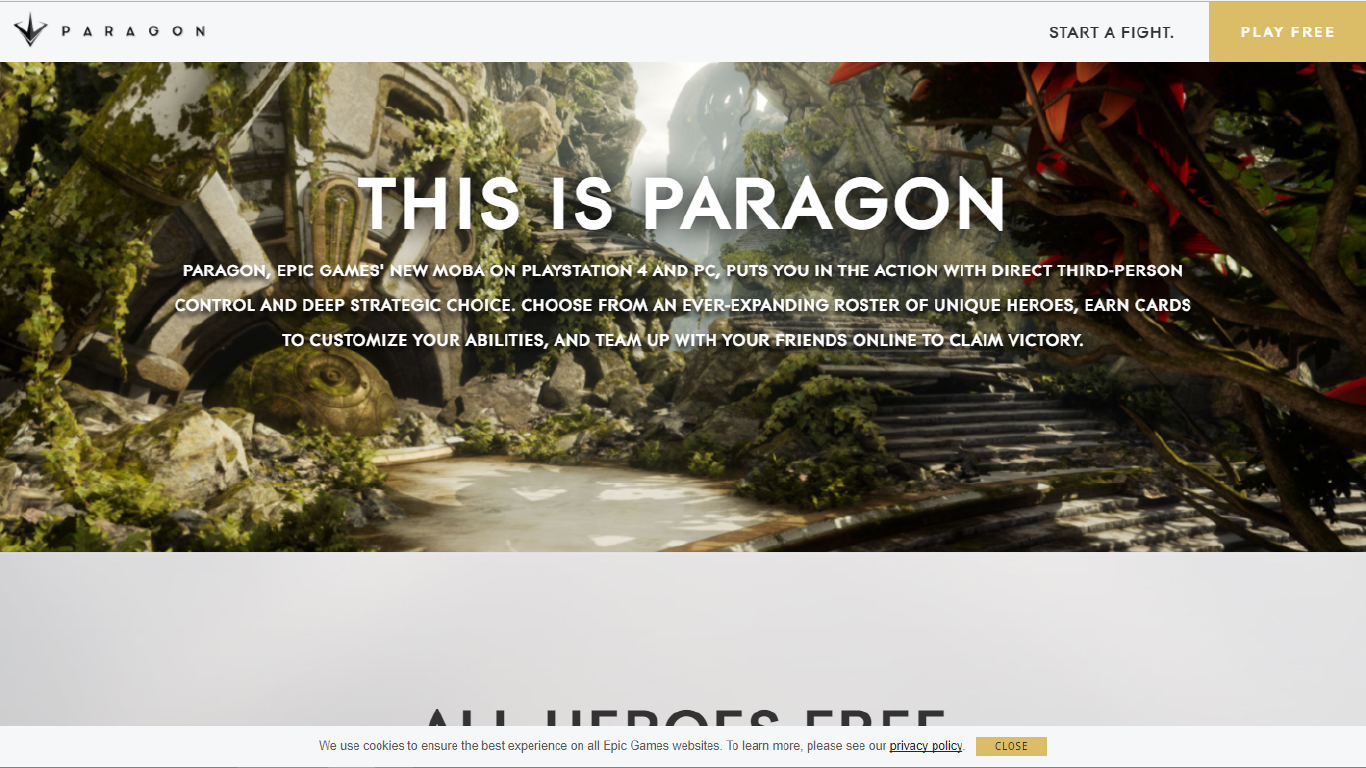 PARAGON
START A FIGHT.
PLAY FREE
THIS IS PARAGON
PARAGON, EPIC GAMES' NEW MOBA ON PLAYSTATION 4 AND PC, PUTS YOU IN THE ACTION WITH DIRECT THIRD-PERSON
CONTROL AND DEEP STRATEGIC CHOICE. CHOOSE FROM AN EVER-EXPANDING ROSTER OF UNIQUE HEROES, EARN CARDS
TO CUSTOMIZE YOUR ABILITIES, AND TEAM UP WITH YOUR FRIENDS ONLINE TO CLAIM VICTORY.
ALL HEROES FREE
We use cookies to ensure the best experience on all Epic Games websites. To learn more, please see our privacy policy.
CLOSE